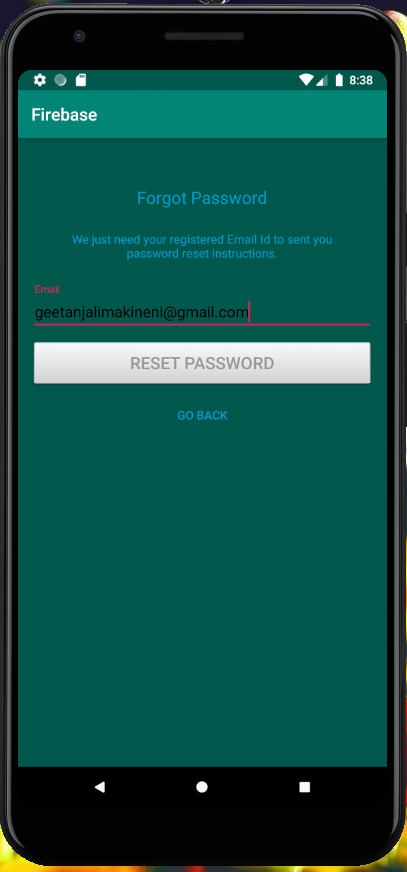 8:38
Firebase
Forgot Password
We just need your registered Email Id to sent you
password reset instructions.
Email
geetanjalimakineni@gmail.com
RESET PASSWORD
GO BACK